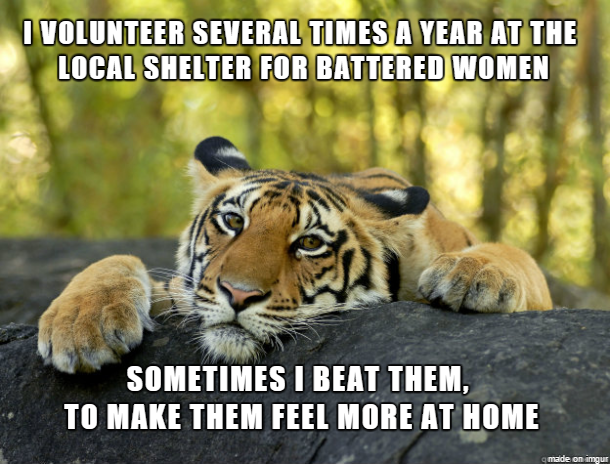 I VOLUNTEER SEVERAL TIMES A YEAR AT THE
LOCAL SHELTER FOR BATTERED WOMEN
SOMETIMES I BEAT THEM,
TO MAKE THEM FEEL MORE AT HOME
made on imgur